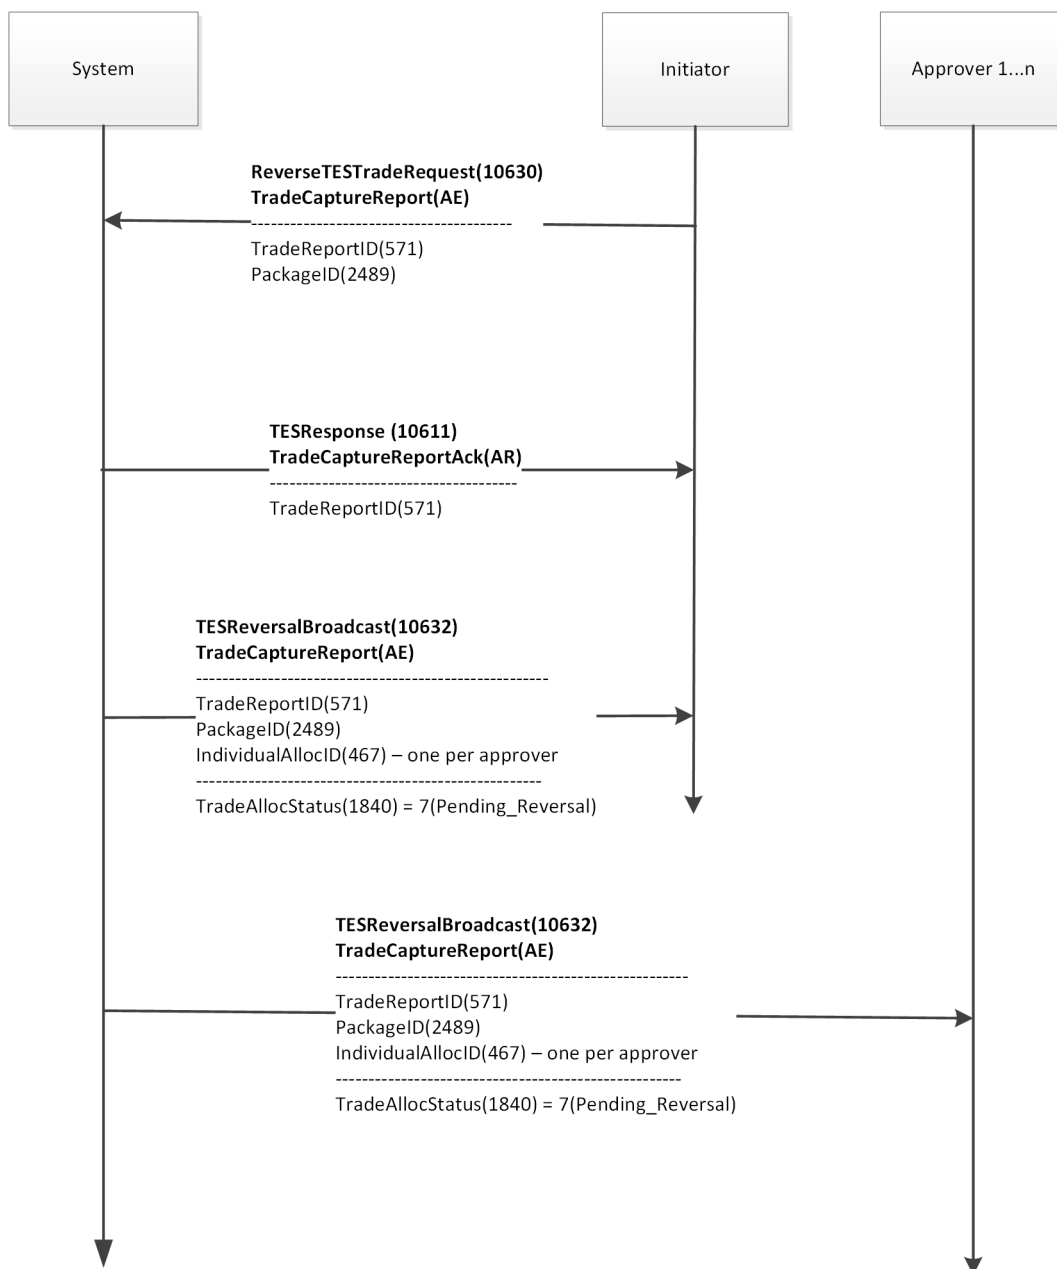 System
Initiator
Approver 1...n
ReverseTESTradeRequest(10630)
TradeCaptureReport(AE)
----------------------------------------
TradeReportID(571)
PackageID(2489)
TESResponse (10611)
TradeCaptureReportAck(AR)
--------------------------------------
TradeReportID(571)
TESReversalBroadcast(10632)
TradeCaptureReport(AE)
------------------------------------------------------
TradeReportID(571)
PackageID(2489)
IndividualAllocID(467) – one per approver
-----------------------------------------------------
TradeAllocStatus(1840) = 7(Pending_Reversal)
TESReversalBroadcast(10632)
TradeCaptureReport(AE)
------------------------------------------------------
TradeReportID(571)
PackageID(2489)
IndividualAllocID(467) – one per approver
-----------------------------------------------------
TradeAllocStatus(1840) = 7(Pending_Reversal)